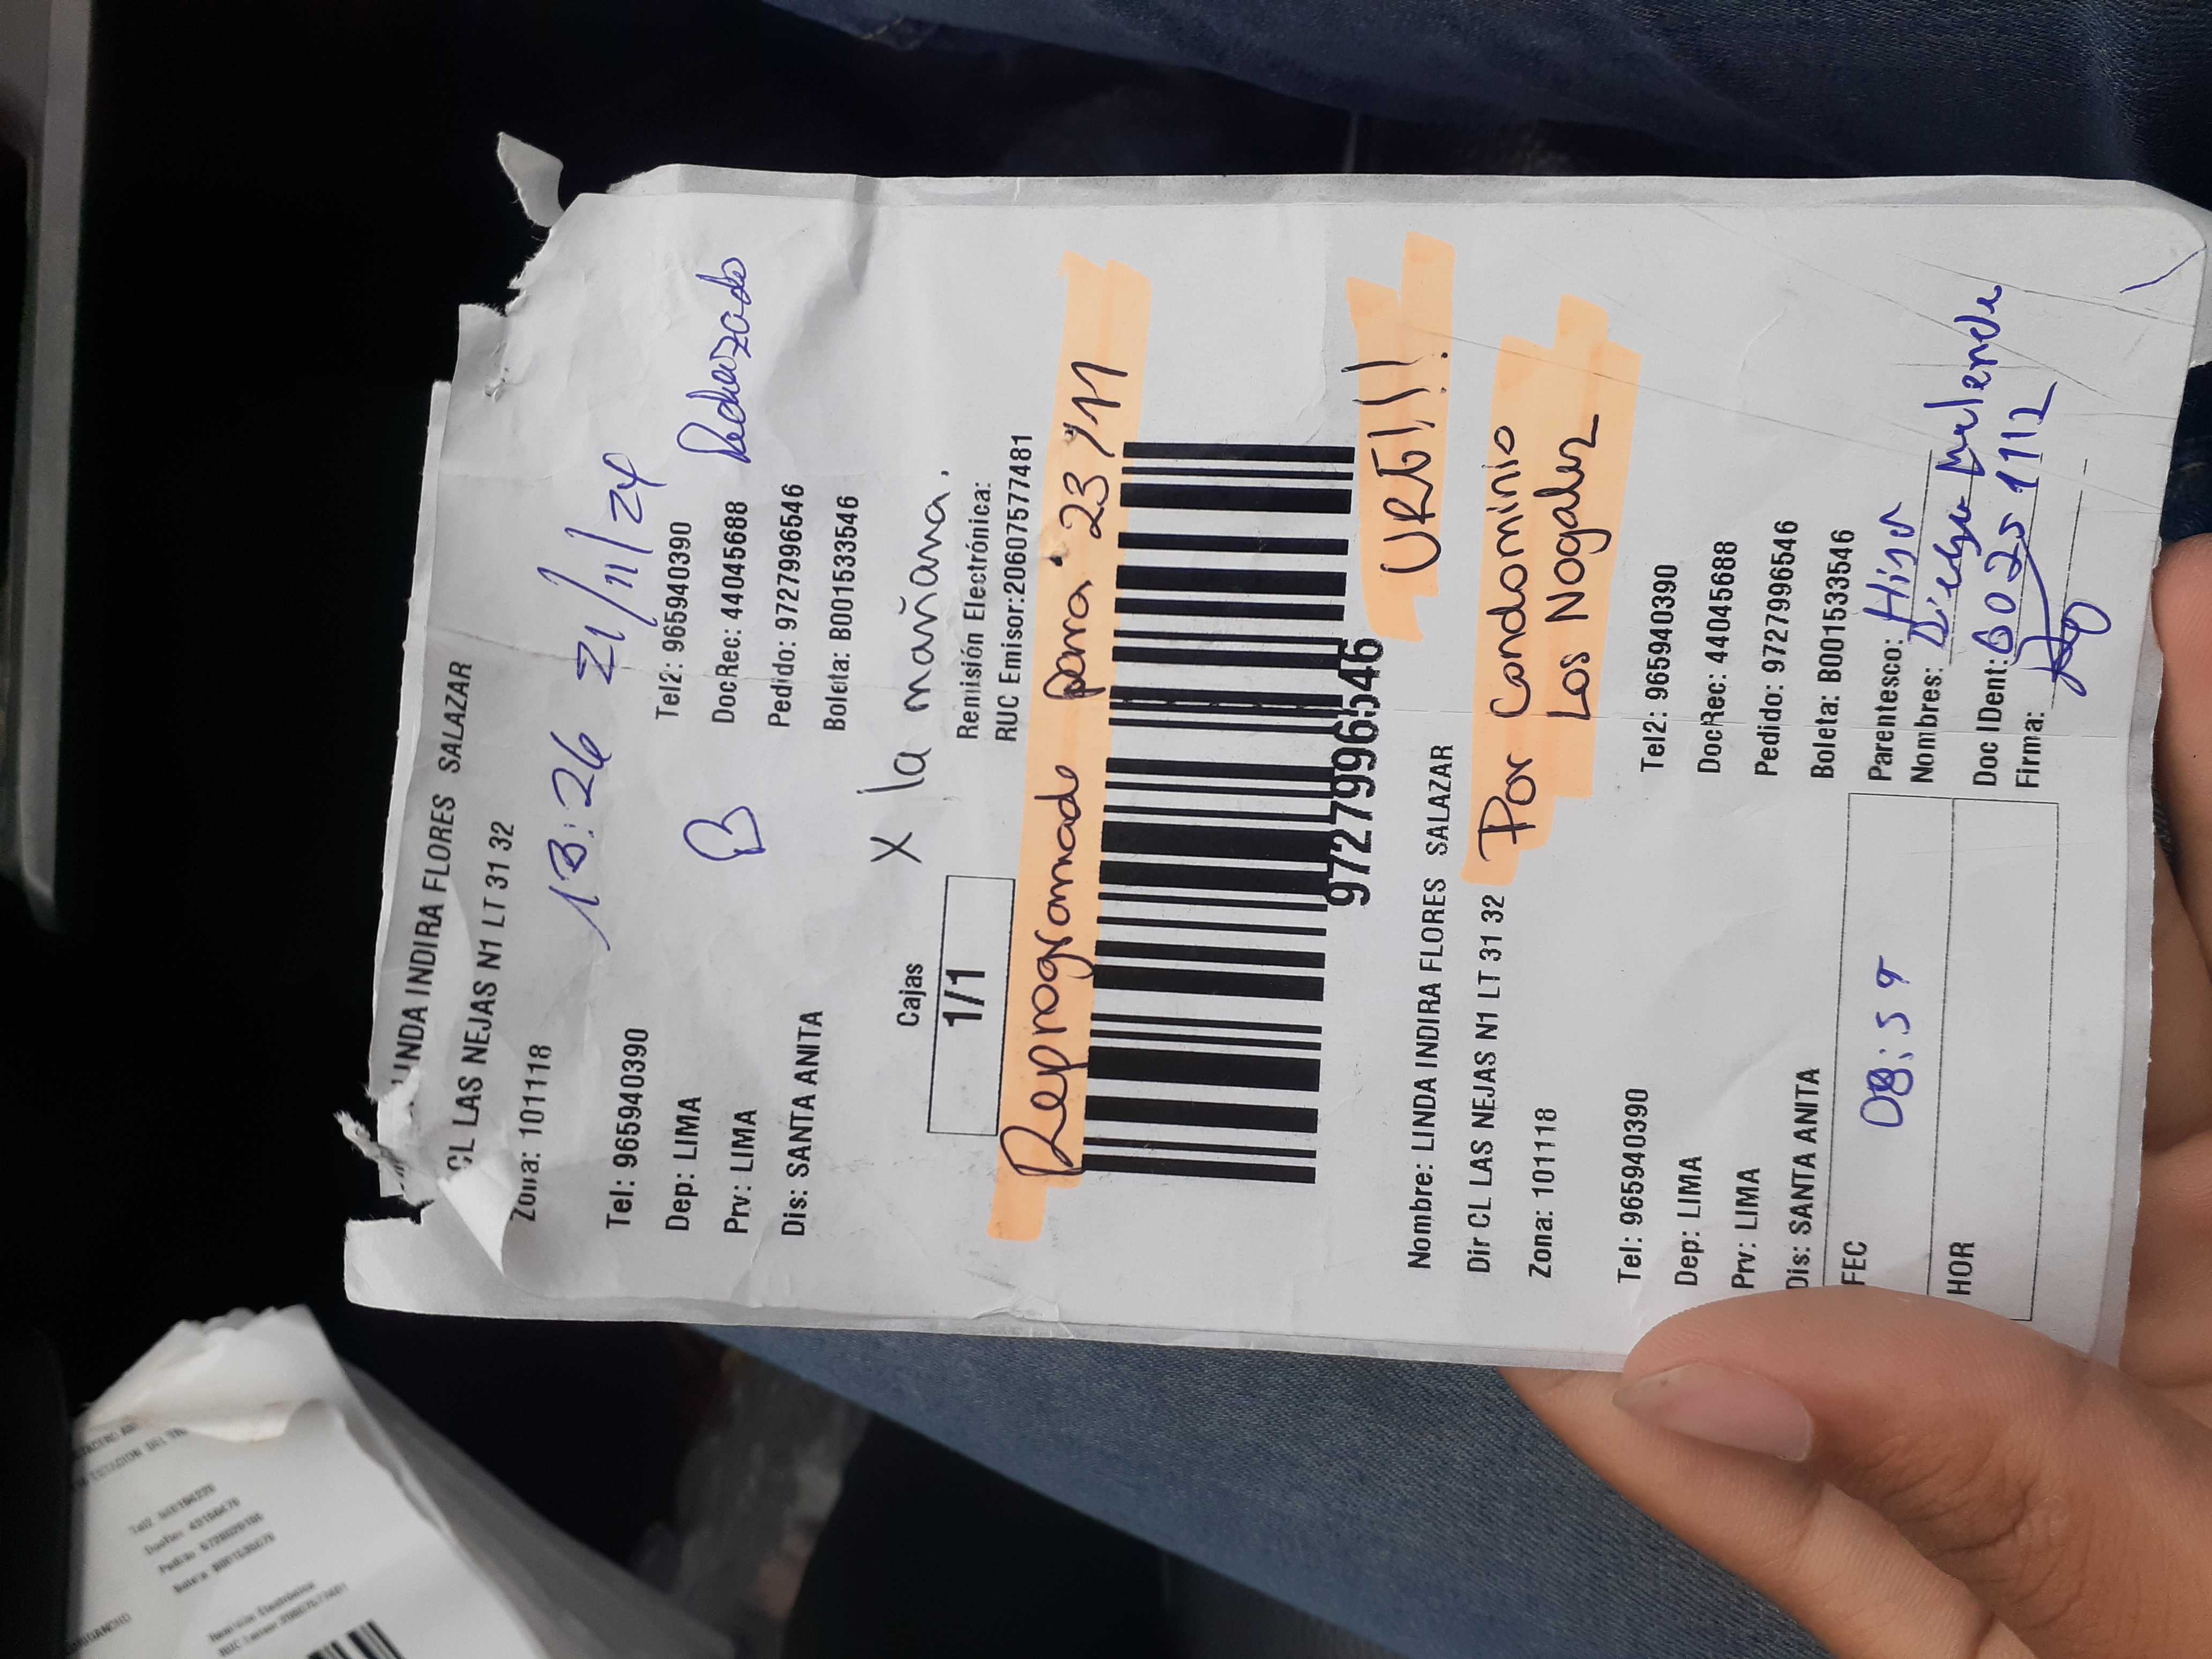 LINDA INDIRA FLORES SALAZAR
CL LAS NEJAS N1 LT 31 32
Zona: 101118
13:26 21/11/24
Tel: 965940390 Tel2: 965940390
Dep: LIMA DocRec: 44045688 Rechazado
Prv: LIMA Pedido: 9727996546
Dis: SANTA ANITA Boleta: B001533546
Cajas X la mañana.
1/1 Remisión Electrónica:
RUC Emisor:20607577481
Reprogramado para 23/11
9727996546
URG!!!
Nombre: LINDA INDIRA FLORES SALAZAR
Dir CL LAS NEJAS N1 LT 31 32 Por Condominio
Los Nogales
Zona: 101118
Tel: 965940390 Tel2: 965940390
Dep: LIMA DocRec: 44045688
Prv: LIMA Pedido: 9727996546
Dis: SANTA ANITA Boleta: B001533546
FEC 08:59 Parentesco: Hijo
Nombres: Diego
HOR Doc IDent: 60251112
Firma:
Remisión Electrónica